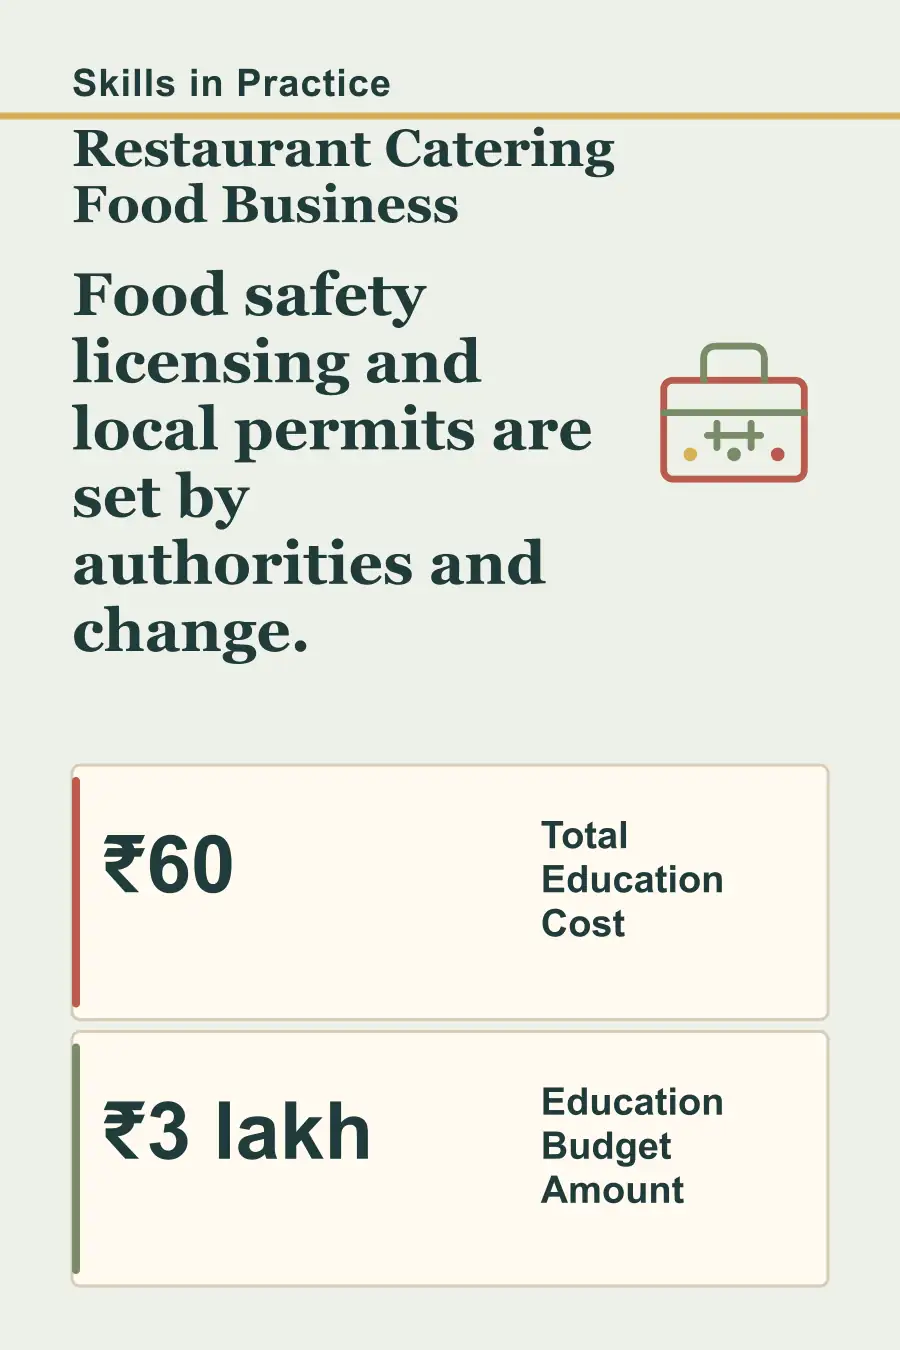 Skills in Practice
Restaurant Catering
Food Business
Food safety
licensing and
local permits are
set by
authorities and
change.
₹60
Total
Education
Cost
₹3 lakh
Education
Budget
Amount